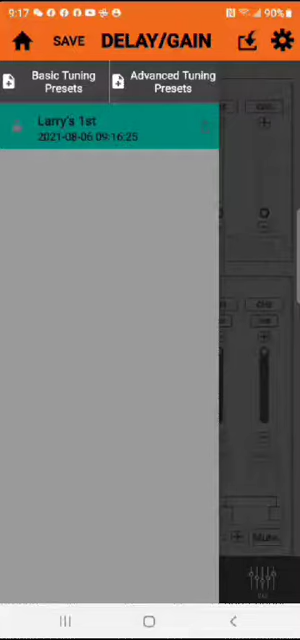 9:17 90%
SAVE DELAY/GAIN
Basic Tuning Presets
Advanced Tuning Presets
Larry's 1st
2021-08-06 09:16:25
Mute